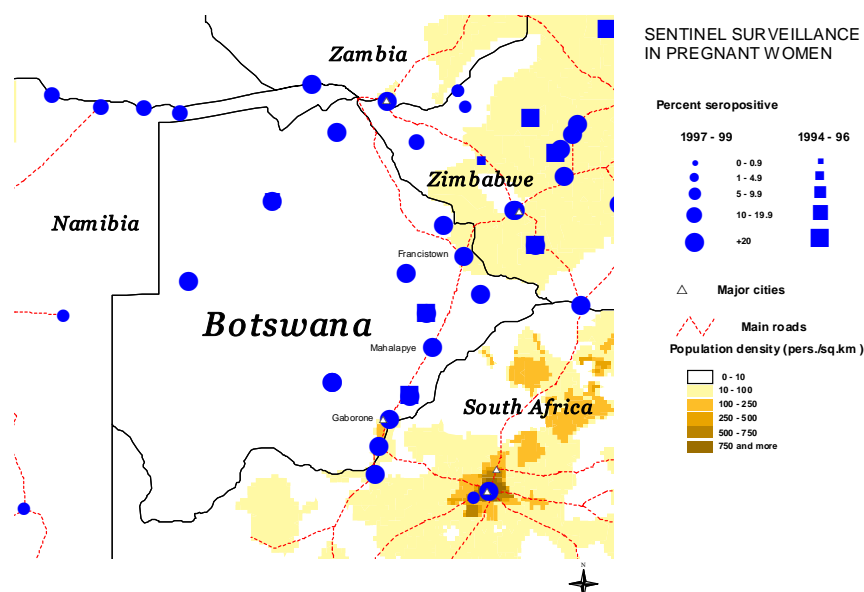 SENTINEL SURVEILLANCE
IN PREGNANT WOMEN
Percent seropositive
1997 - 99
1994 - 96
0 - 0.9
1 - 4.9
5 - 9.9
10 - 19.9
+20
Major cities
Main roads
Population density (pers./sq.km )
0 - 10
10 - 100
100 - 250
250 - 500
500 - 750
750 and more
Zambia
Zimbabwe
Namibia
Francistown
Botswana
Mahalapye
South Africa
Gaborone
N